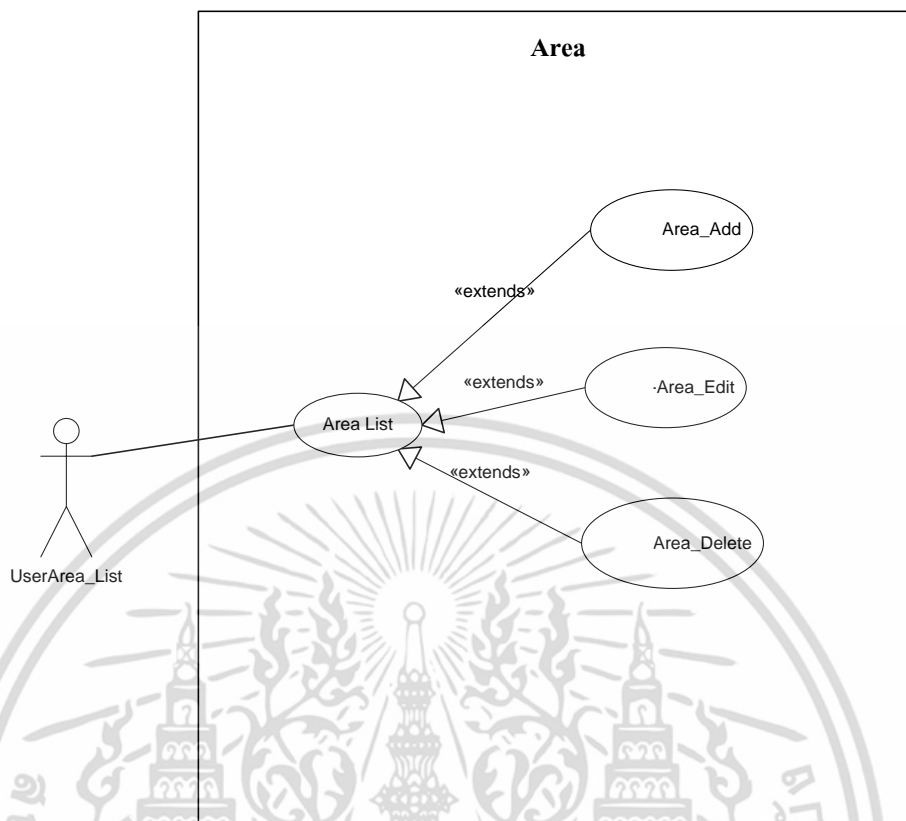 Area
Area_Add
«extends»
«extends»
-Area_Edit
Area List
«extends»
Area_Delete
UserArea_List